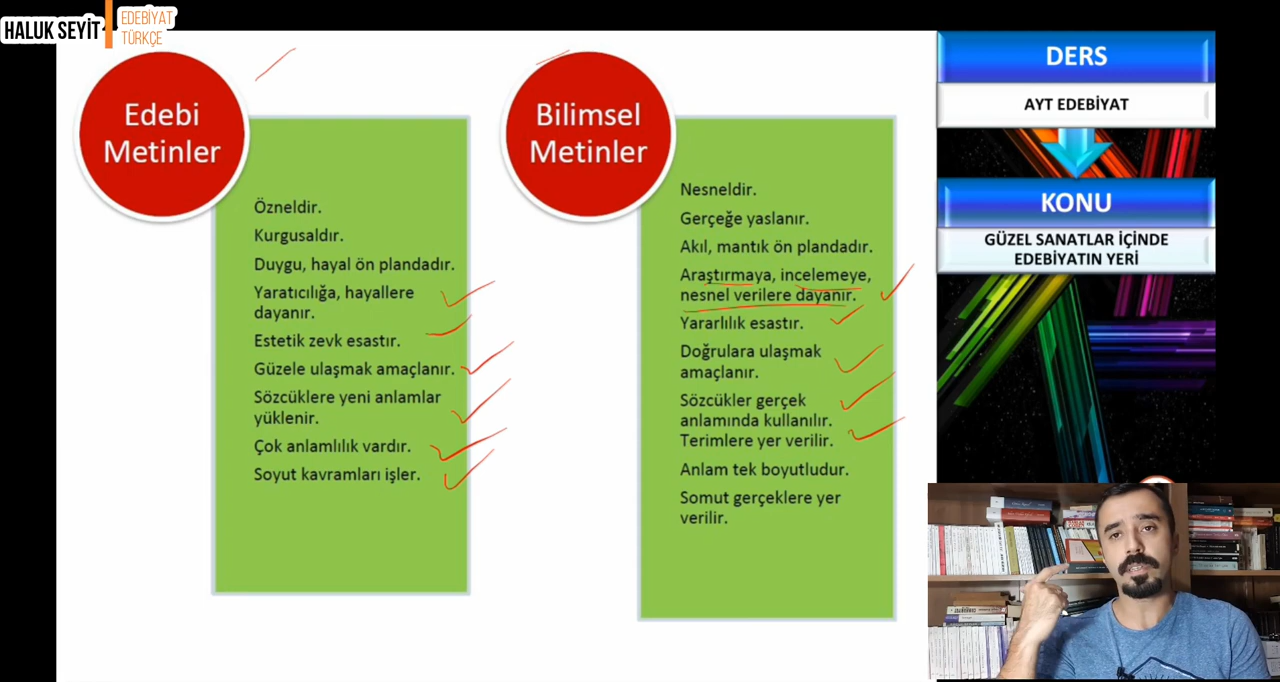 HALUK SEYİT
EDEBİYAT
TÜRKÇE
Edebi
Metinler
Özneldir.
Kurgusaldır.
Duygu, hayal ön plandadır.
Yaratıcılığa, hayallere
dayanır.
Estetik zevk esastır.
Güzele ulaşmak amaçlanır.
Sözcüklere yeni anlamlar
yüklenir.
Çok anlamlılık vardır.
Soyut kavramları işler.
Bilimsel
Metinler
Nesneldir.
Gerçeğe yaslanır.
Akıl, mantık ön plandadır.
Araştırmaya, incelemeye,
nesnel verilere dayanır.
Yararlılık esastır.
Doğrulara ulaşmak
amaçlanır.
Sözcükler gerçek
anlamında kullanılır.
Terimlere yer verilir.
Anlam tek boyutludur.
Somut gerçeklere yer
verilir.
DERS
AYT EDEBİYAT
KONU
GÜZEL SANATLAR İÇİNDE
EDEBİYATIN YERİ